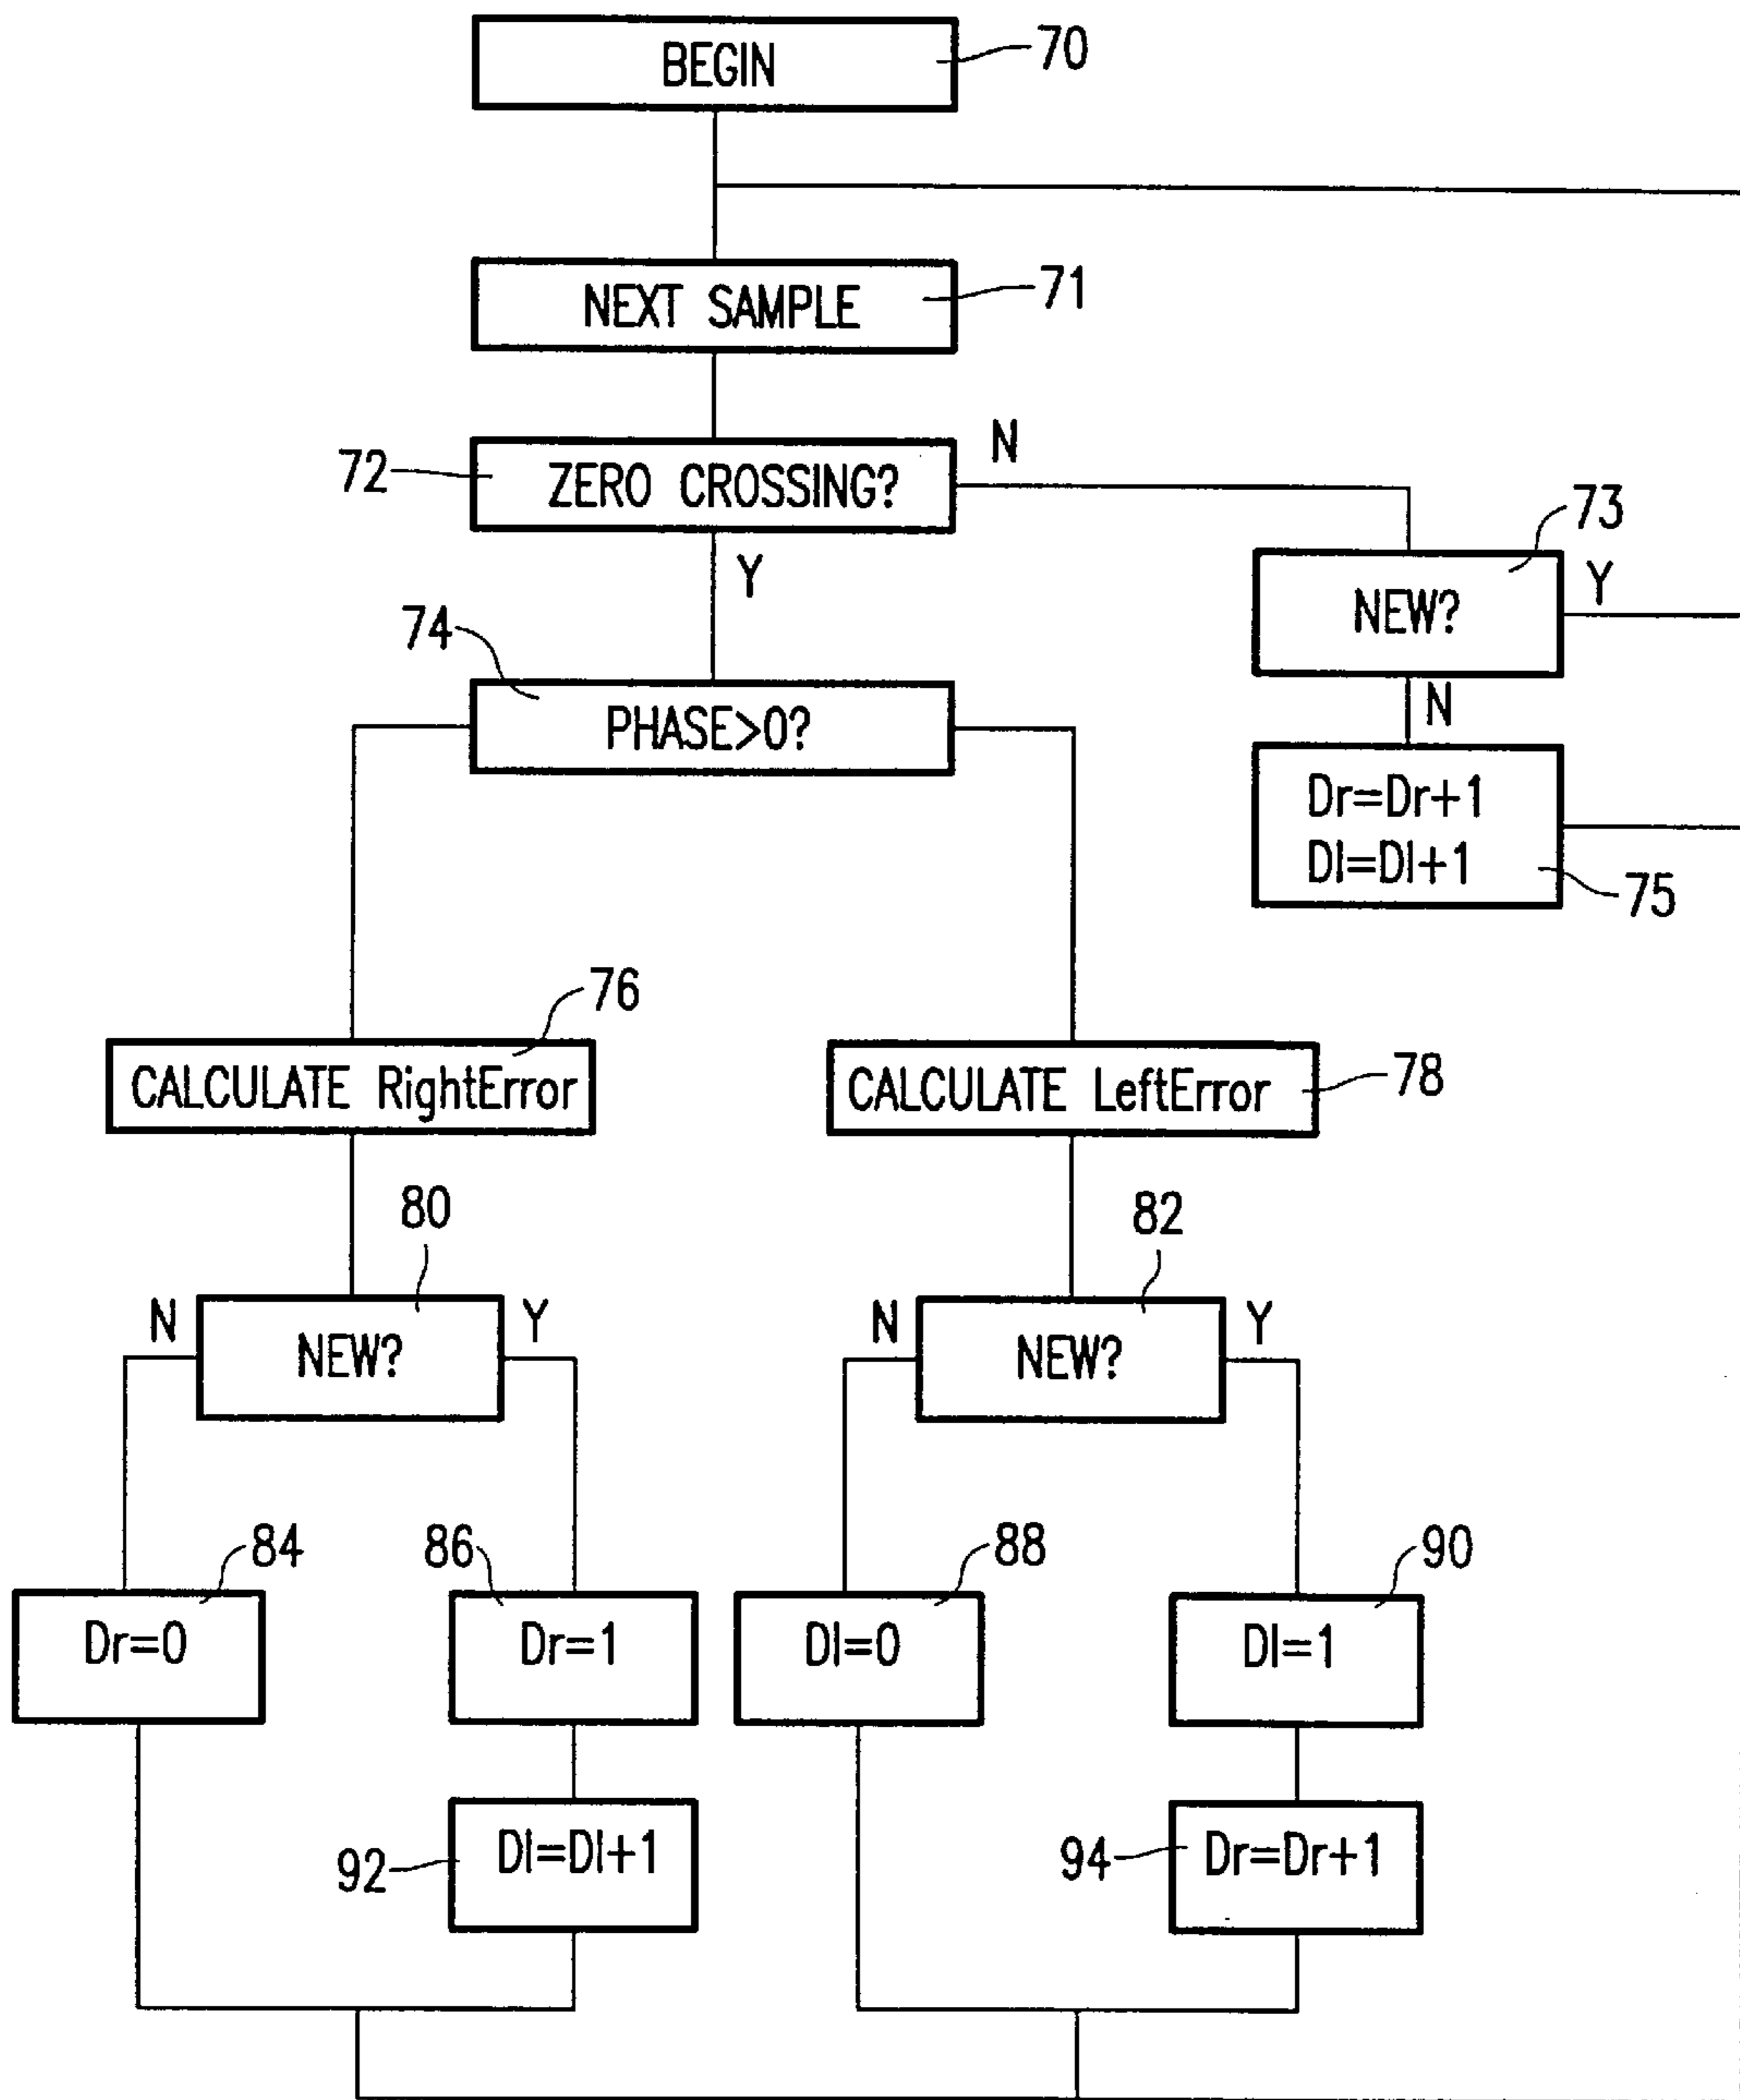 BEGIN
70
NEXT SAMPLE
71
72
ZERO CROSSING?
N
Y
73
NEW?
Y
N
74
PHASE>0?
Dr=Dr+1
Dl=Dl+1
75
76
CALCULATE RightError
CALCULATE LeftError
78
80
N
NEW?
Y
82
N
NEW?
Y
84
Dr=0
86
Dr=1
88
Dl=0
90
Dl=1
92
Dl=Dl+1
94
Dr=Dr+1